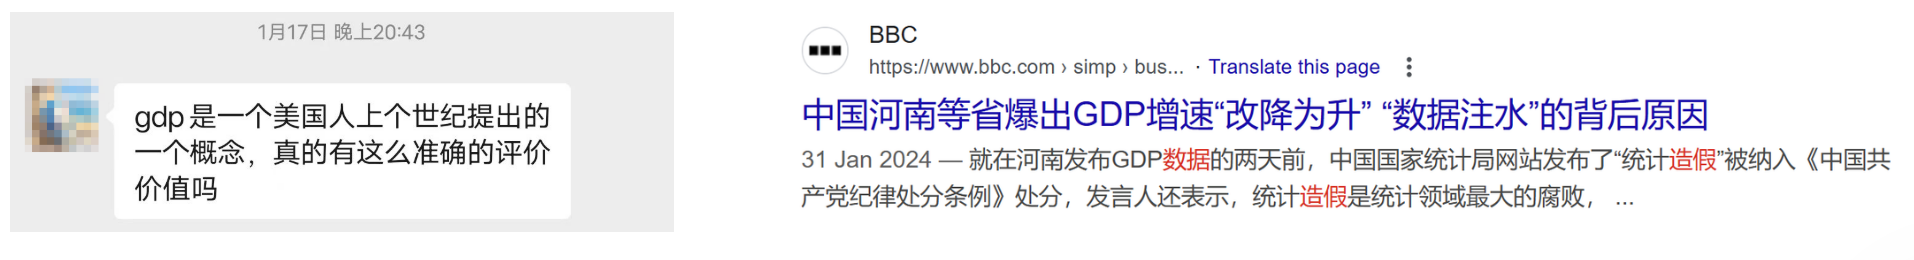 1月17日 晚上20:43
gdp是一个美国人上个世纪提出的
一个概念，真的有这么准确的评价
价值吗
BBC
https://www.bbc.com › simp › bus... · Translate this page
中国河南等省爆出GDP增速“改降为升” “数据注水”的背后原因
31 Jan 2024 — 就在河南发布GDP数据的两天前，中国国家统计局网站发布了“统计造假”被纳入《中国共
产党纪律处分条例》处分，发言人还表示，统计造假是统计领域最大的腐败， ...